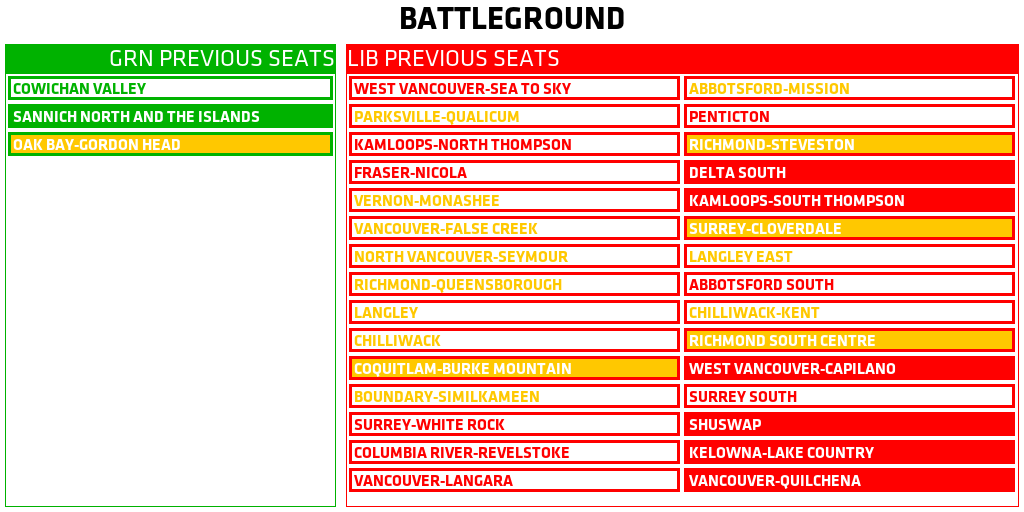 BATTLEGROUND
GRN PREVIOUS SEATS
COWICHAN VALLEY
SANNICH NORTH AND THE ISLANDS
OAK BAY-GORDON HEAD
LIB PREVIOUS SEATS
WEST VANCOUVER-SEA TO SKY
PARKSVILLE-QUALICUM
KAMLOOPS-NORTH THOMPSON
FRASER-NICOLA
VERNON-MONASHEE
VANCOUVER-FALSE CREEK
NORTH VANCOUVER-SEYMOUR
RICHMOND-QUEENSBOROUGH
LANGLEY
CHILLIWACK
COQUITLAM-BURKE MOUNTAIN
BOUNDARY-SIMILKAMEEN
SURREY-WHITE ROCK
COLUMBIA RIVER-REVELSTOKE
VANCOUVER-LANGARA
ABBOTSFORD-MISSION
PENTICTON
RICHMOND-STEVESTON
DELTA SOUTH
KAMLOOPS-SOUTH THOMPSON
SURREY-CLOVERDALE
LANGLEY EAST
ABBOTSFORD SOUTH
CHILLIWACK-KENT
RICHMOND SOUTH CENTRE
WEST VANCOUVER-CAPILANO
SURREY SOUTH
SHUSWAP
KELOWNA-LAKE COUNTRY
VANCOUVER-QUILCHENA